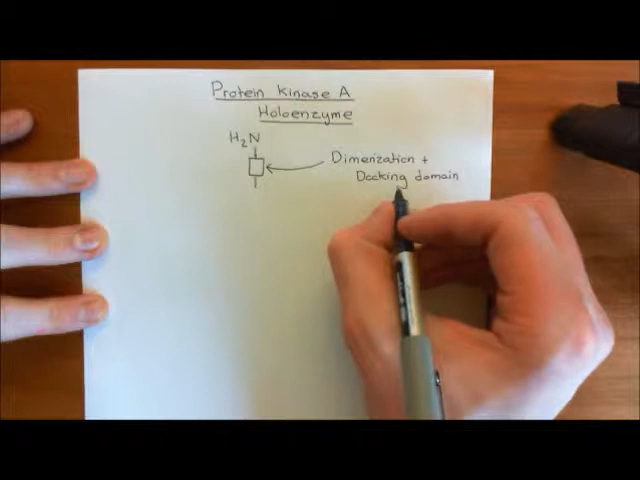 Protein Kinase A
Holoenzyme
H₂N
Dimerization +
Docking domain